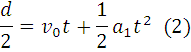 d/2 = v₀t + 1/2 a₁t² (2)